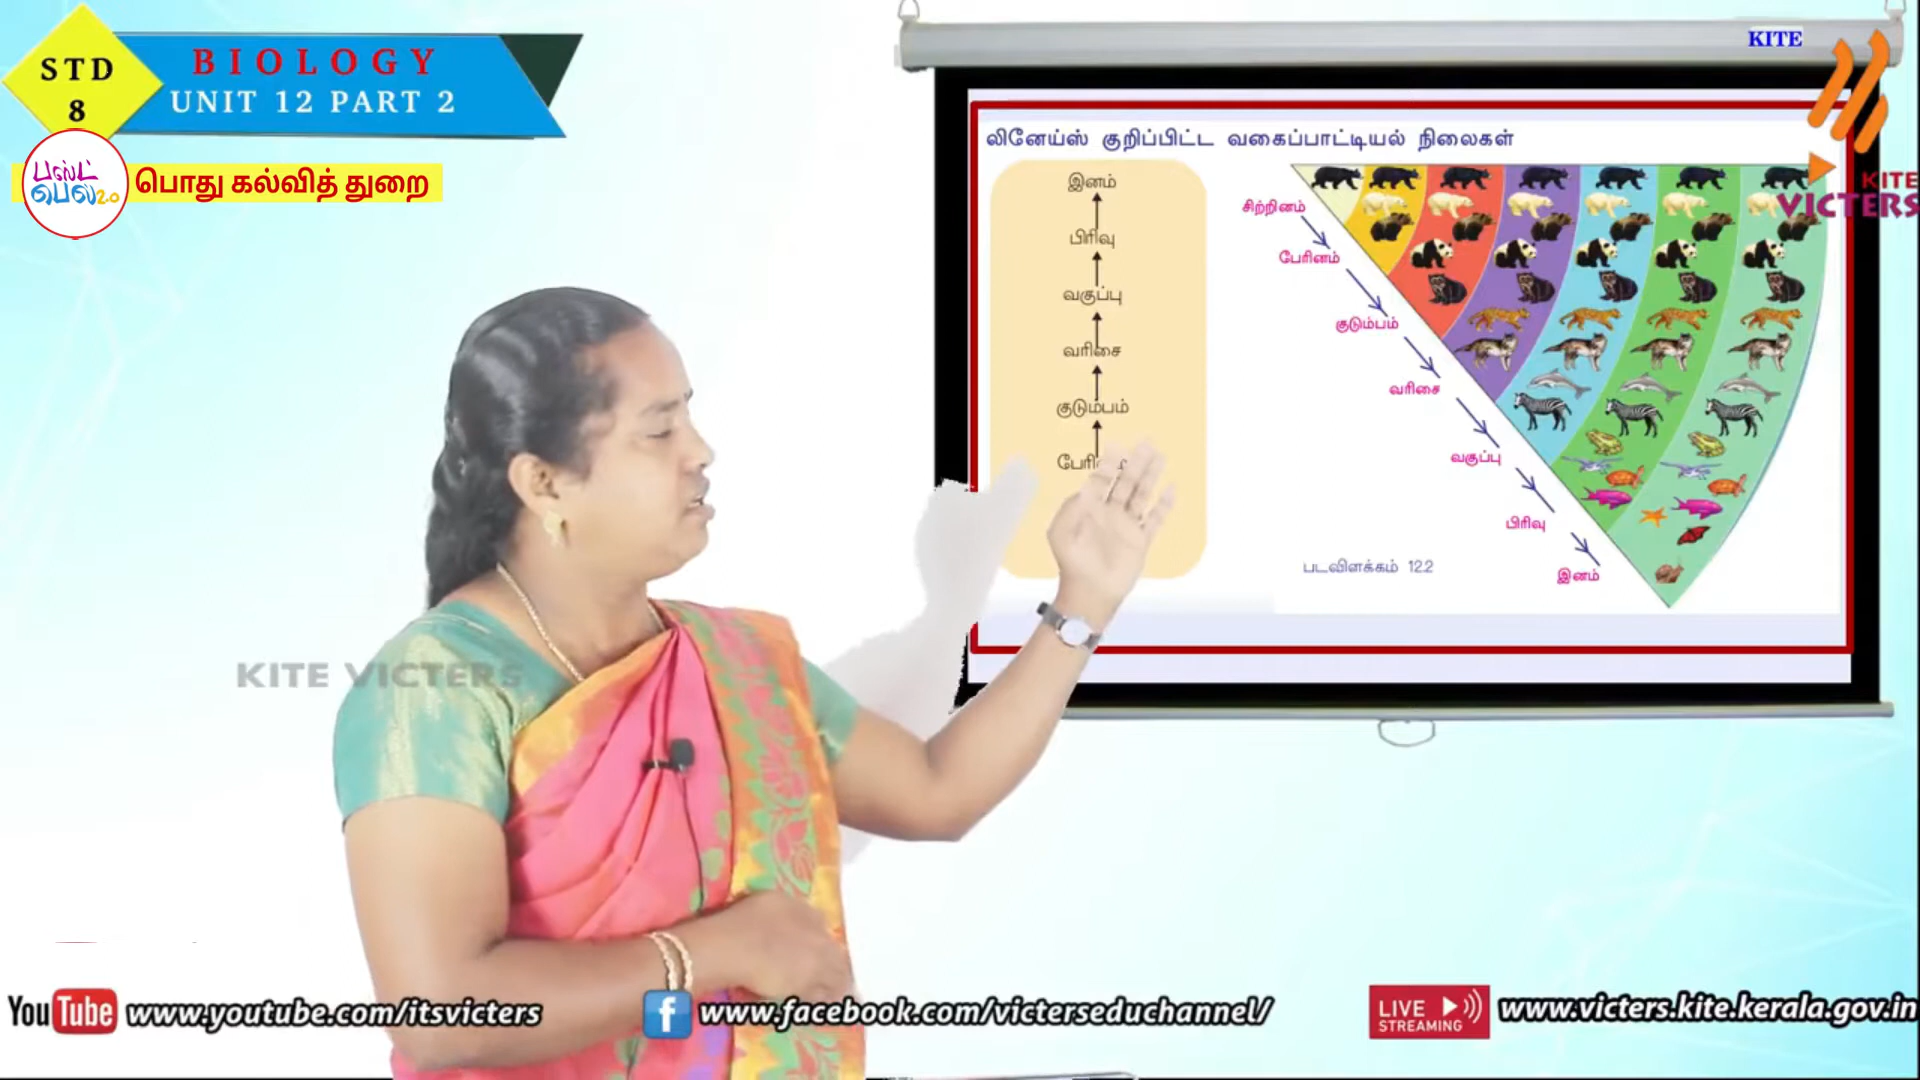 STD
8
BIOLOGY
UNIT 12 PART 2
பஸ்ட்
பெல் 2.0
பொது கல்வித் துறை
KITE
KITE
VICTERS
லினேய்ஸ் குறிப்பிட்ட வகைப்பாட்டியல் நிலைகள்
இனம்
பிரிவு
வகுப்பு
வரிசை
குடும்பம்
சிற்றினம்
பேரினம்
குடும்பம்
வரிசை
வகுப்பு
பிரிவு
இனம்
படவிளக்கம் 12.2
KITE VICTERS
YouTube www.youtube.com/itsvicters
f www.facebook.com/victerseduchannel/
LIVE
STREAMING
www.victers.kite.kerala.gov.in